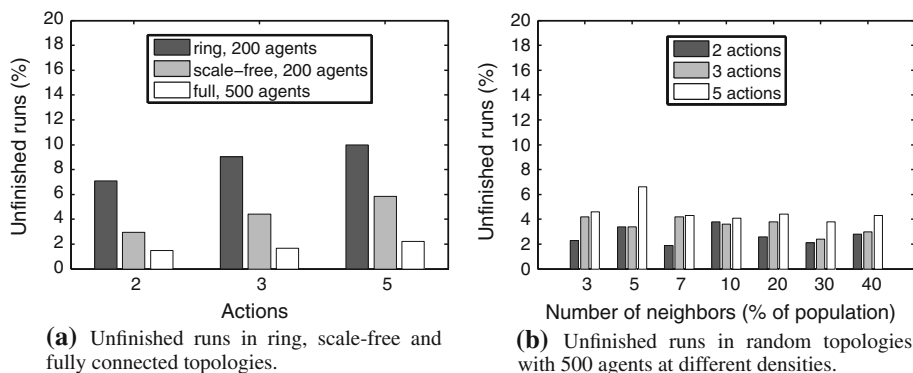 20
18
16
14
12
10
8
6
4
2
0
Unfinished runs (%)
ring, 200 agents
scale-free, 200 agents
full, 500 agents
2 3 5
Actions
(a) Unfinished runs in ring, scale-free and
fully connected topologies.
20
18
16
14
12
10
8
6
4
2
0
Unfinished runs (%)
2 actions
3 actions
5 actions
3 5 7 10 20 30 40
Number of neighbors (% of population)
(b) Unfinished runs in random topologies
with 500 agents at different densities.